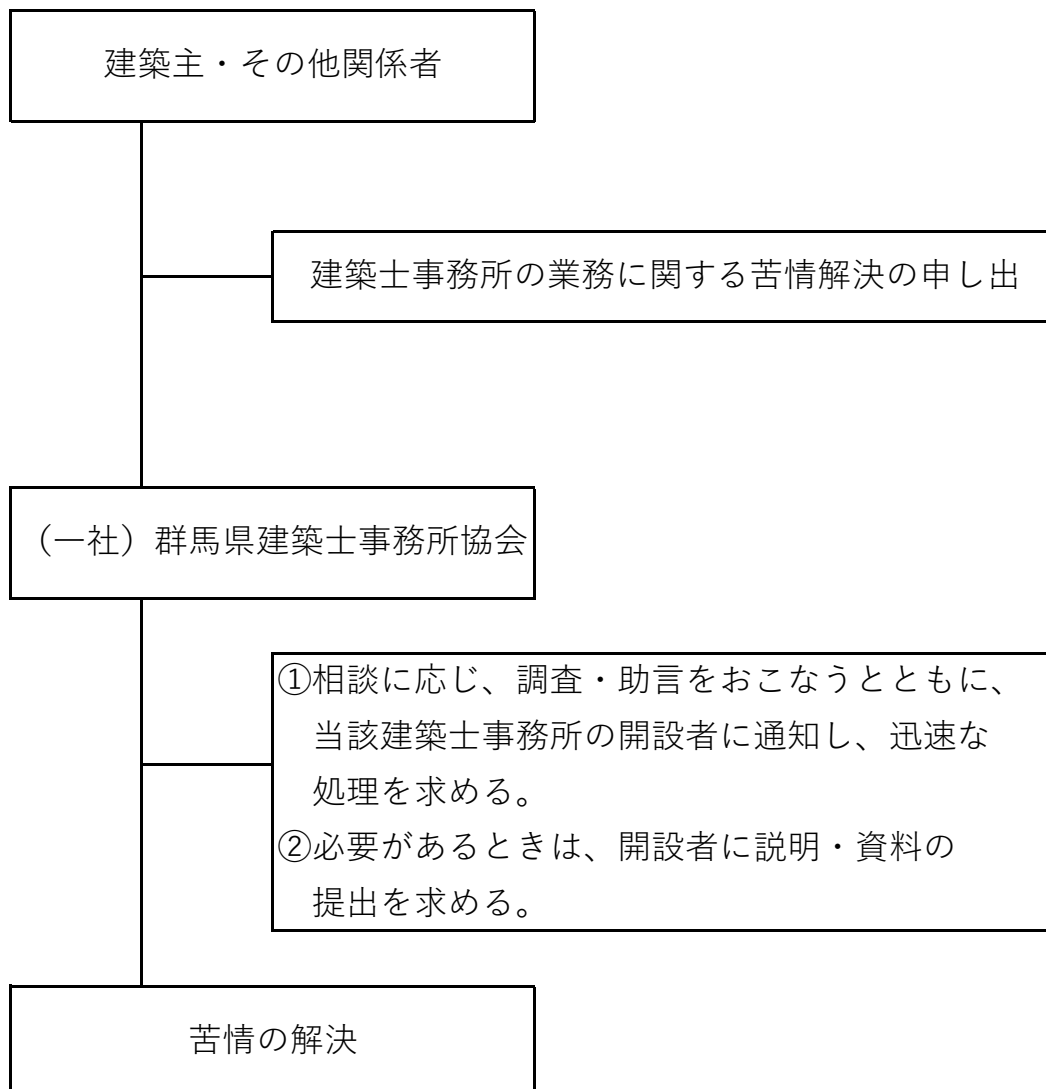 建築主・その他関係者
建築士事務所の業務に関する苦情解決の申し出
（一社）群馬県建築士事務所協会
①相談に応じ、調査・助言をおこなうとともに、
当該建築士事務所の開設者に通知し、迅速な
処理を求める。
②必要があるときは、開設者に説明・資料の
提出を求める。
苦情の解決